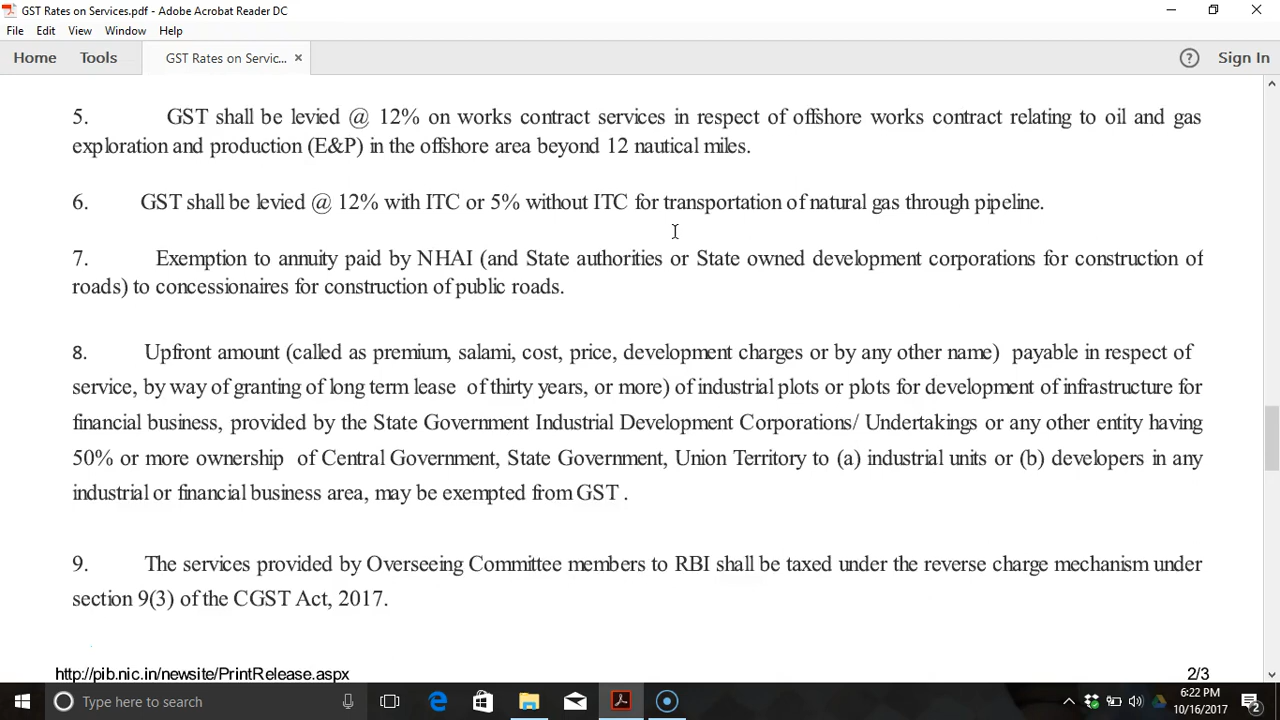 GST Rates on Services.pdf - Adobe Acrobat Reader DC
File Edit View Window Help
Home Tools GST Rates on Servic... × ? Sign In
5. GST shall be levied @ 12% on works contract services in respect of offshore works contract relating to oil and gas
exploration and production (E&P) in the offshore area beyond 12 nautical miles.
6. GST shall be levied @ 12% with ITC or 5% without ITC for transportation of natural gas through pipeline.
7. Exemption to annuity paid by NHAI (and State authorities or State owned development corporations for construction of
roads) to concessionaires for construction of public roads.
8. Upfront amount (called as premium, salami, cost, price, development charges or by any other name) payable in respect of
service, by way of granting of long term lease of thirty years, or more) of industrial plots or plots for development of infrastructure for
financial business, provided by the State Government Industrial Development Corporations/ Undertakings or any other entity having
50% or more ownership of Central Government, State Government, Union Territory to (a) industrial units or (b) developers in any
industrial or financial business area, may be exempted from GST .
9. The services provided by Overseeing Committee members to RBI shall be taxed under the reverse charge mechanism under
section 9(3) of the CGST Act, 2017.
http://pib.nic.in/newsite/PrintRelease.aspx 2/3
Type here to search 6:22 PM
10/16/2017 2